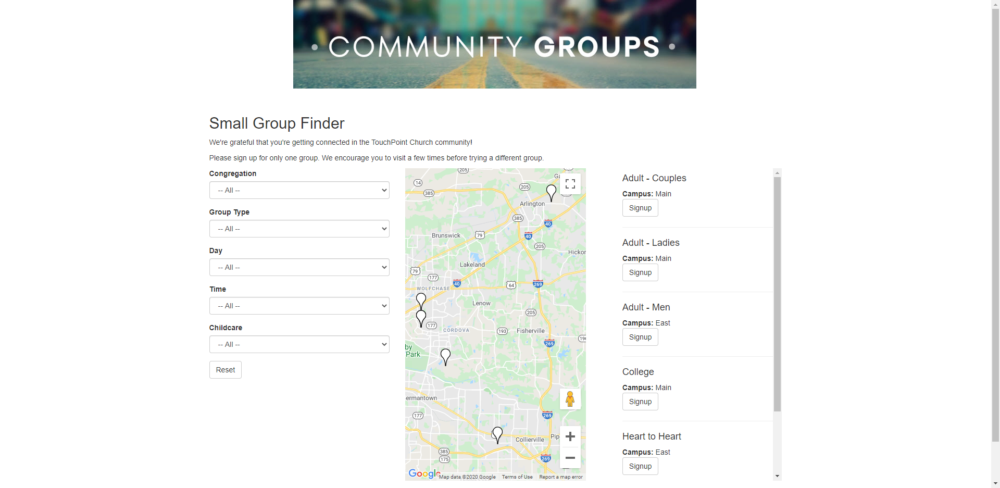 COMMUNITY GROUPS
Small Group Finder
We're grateful that you're getting connected in the TouchPoint Church community!
Please sign up for only one group. We encourage you to visit a few times before trying a different group.
Congregation
-- All --
Group Type
-- All --
Day
-- All --
Time
-- All --
Childcare
-- All --
Reset
205
14
385
205
Arlington
385
40
Brunswick
79
40
205
Hickor
Lakeland
79
177
40
64
269
WOLFCHASE
Lenow
205
177
CORDOVA
193
Fisherville
269
by
Park
ermantown
177
269
Collierville
Pip
385
175
269
Google
Map data ©2020 Google
Terms of Use
Report a map error
Adult - Couples
Campus: Main
Signup
Adult - Ladies
Campus: Main
Signup
Adult - Men
Campus: East
Signup
College
Campus: Main
Signup
Heart to Heart
Campus: East
Signup